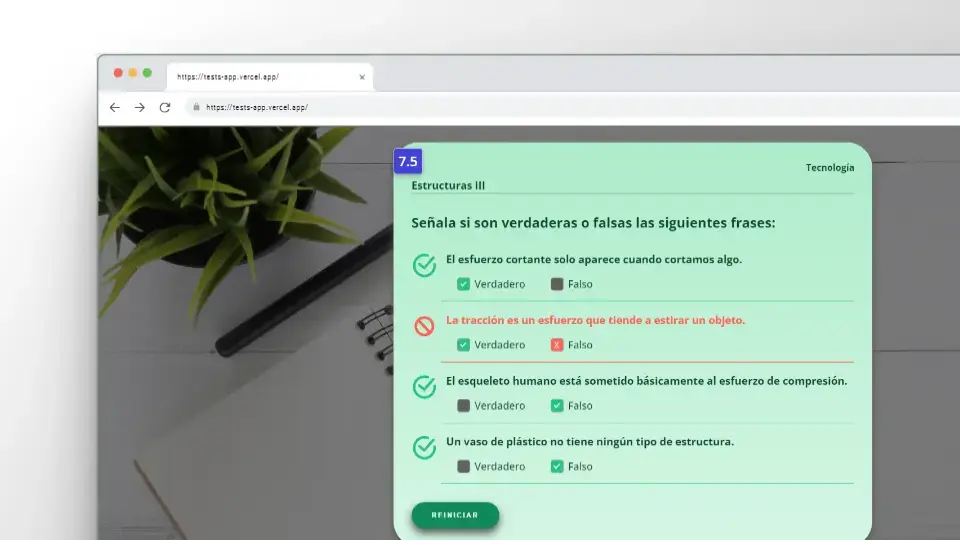 https://tests-app.vercel.app/
https://tests-app.vercel.app/
7.5
Tecnología
Estructuras III
Señala si son verdaderas o falsas las siguientes frases:
El esfuerzo cortante solo aparece cuando cortamos algo.
Verdadero Falso
La tracción es un esfuerzo que tiende a estirar un objeto.
Verdadero X Falso
El esqueleto humano está sometido básicamente al esfuerzo de compresión.
Verdadero Falso
Un vaso de plástico no tiene ningún tipo de estructura.
Verdadero Falso
REINICIAR